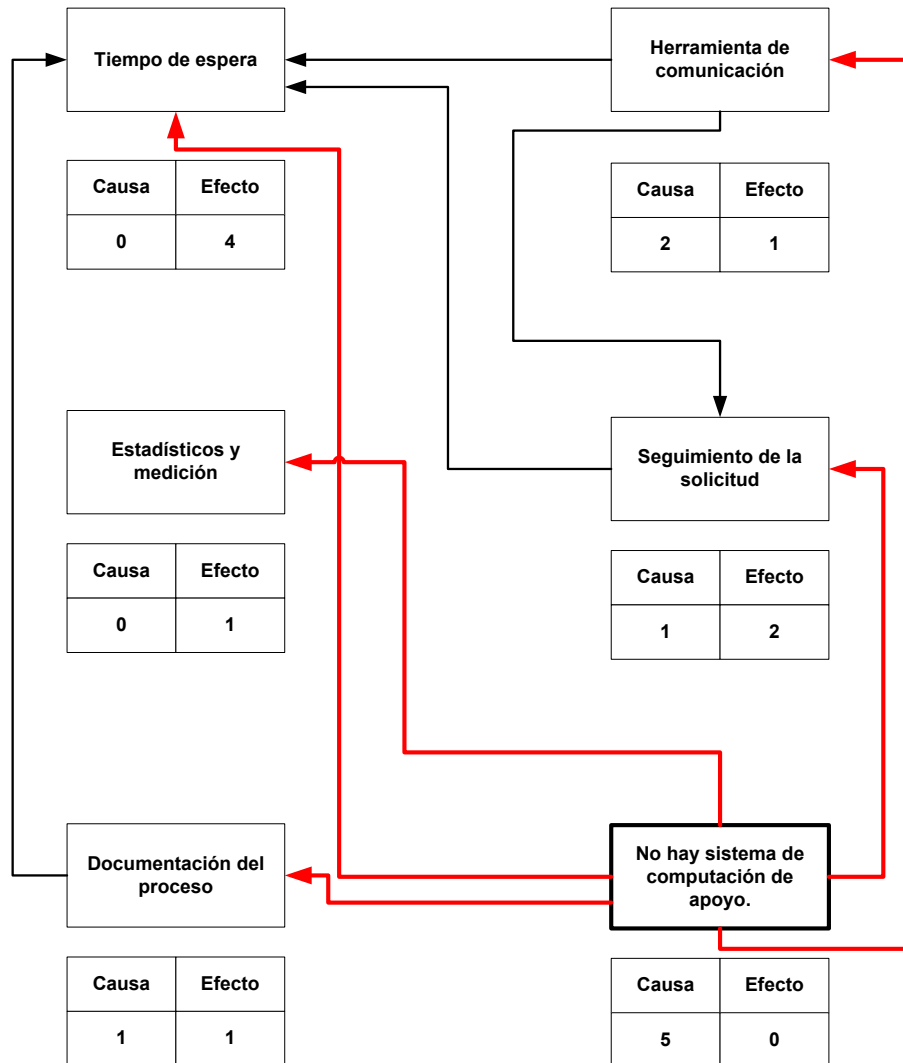 Tiempo de espera
Herramienta de
comunicación
Causa Efecto
0 4
Causa Efecto
2 1
Estadísticos y
medición
Seguimiento de la
solicitud
Causa Efecto
0 1
Causa Efecto
1 2
Documentación del
proceso
No hay sistema de
computación de
apoyo.
Causa Efecto
1 1
Causa Efecto
5 0